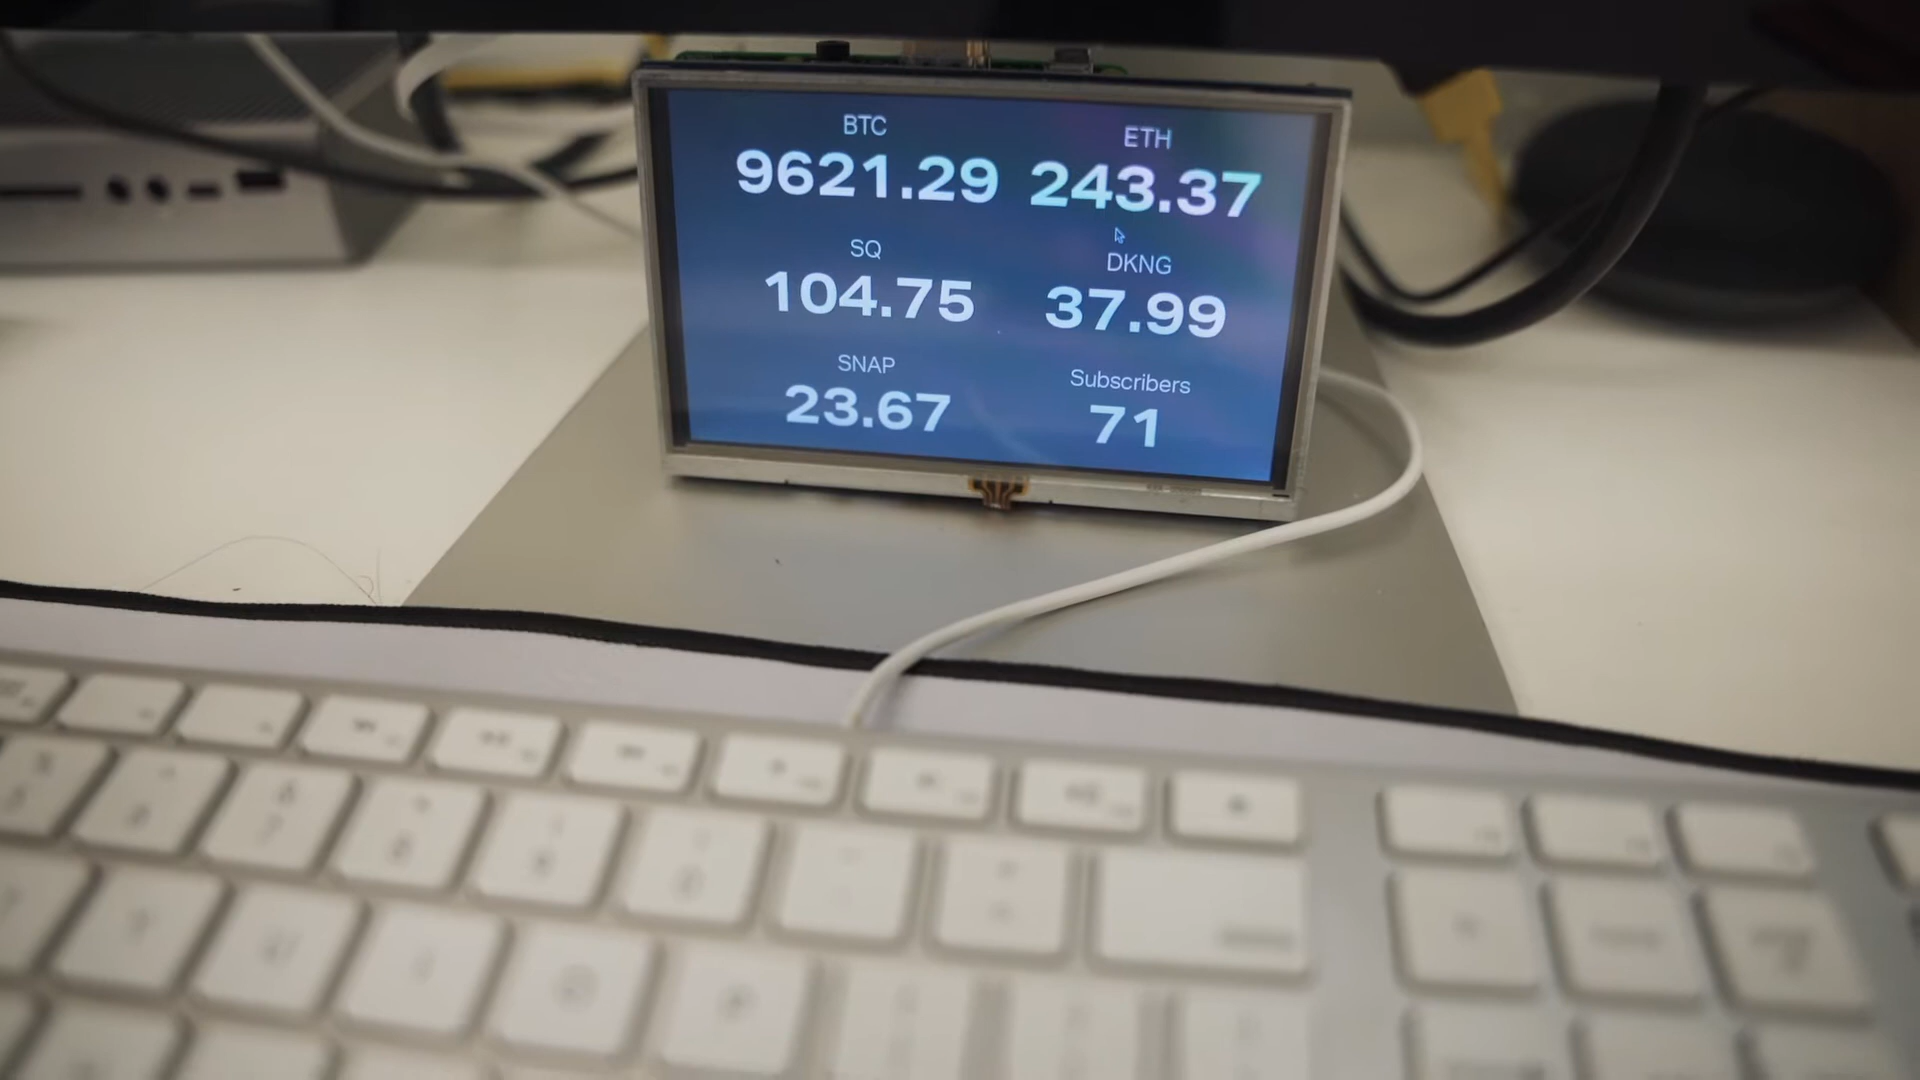 BTC
9621.29
ETH
243.37
SQ
104.75
DKNG
37.99
SNAP
23.67
Subscribers
71